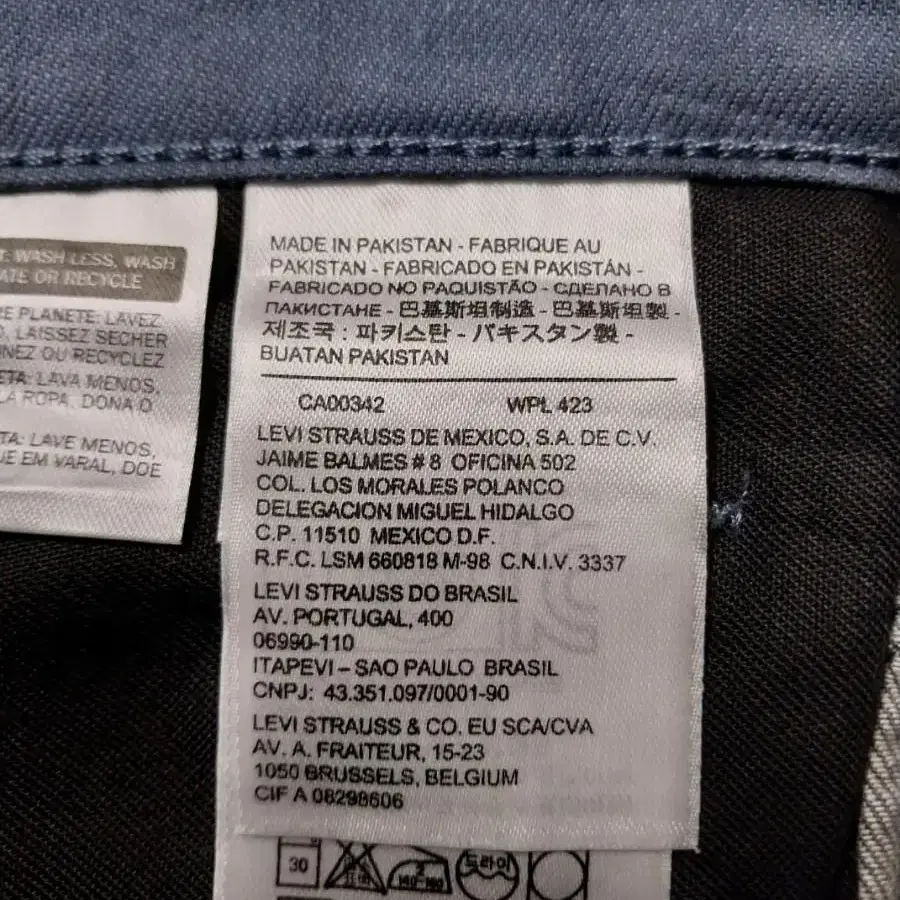 : WASH LESS, WASH
ATE OR RECYCLE
RE PLANETE: LAVEZ
LAISSEZ SECHER
NEZ OU RECYCLEZ
ETA: LAVA MENOS,
LA ROPA, DONA O
TA: LAVE MENOS,
UE EM VARAL, DOE
MADE IN PAKISTAN - FABRIQUE AU
PAKISTAN - FABRICADO EN PAKISTÁN -
FABRICADO NO PAQUISTÃO - СДЕЛАНО В
ПАКИСТАНЕ - 巴基斯坦制造 - 巴基斯坦製 -
제조국 : 파키스탄 - パキスタン製 -
BUATAN PAKISTAN
CA00342 WPL 423
LEVI STRAUSS DE MEXICO, S.A. DE C.V.
JAIME BALMES # 8 OFICINA 502
COL. LOS MORALES POLANCO
DELEGACION MIGUEL HIDALGO
C.P. 11510 MEXICO D.F.
R.F.C. LSM 660818 M-98 C.N.I.V. 3337
LEVI STRAUSS DO BRASIL
AV. PORTUGAL, 400
06990-110
ITAPEVI – SAO PAULO BRASIL
CNPJ: 43.351.097/0001-90
LEVI STRAUSS & CO. EU SCA/CVA
AV. A. FRAITEUR, 15-23
1050 BRUSSELS, BELGIUM
CIF A 08298606
30 드라이